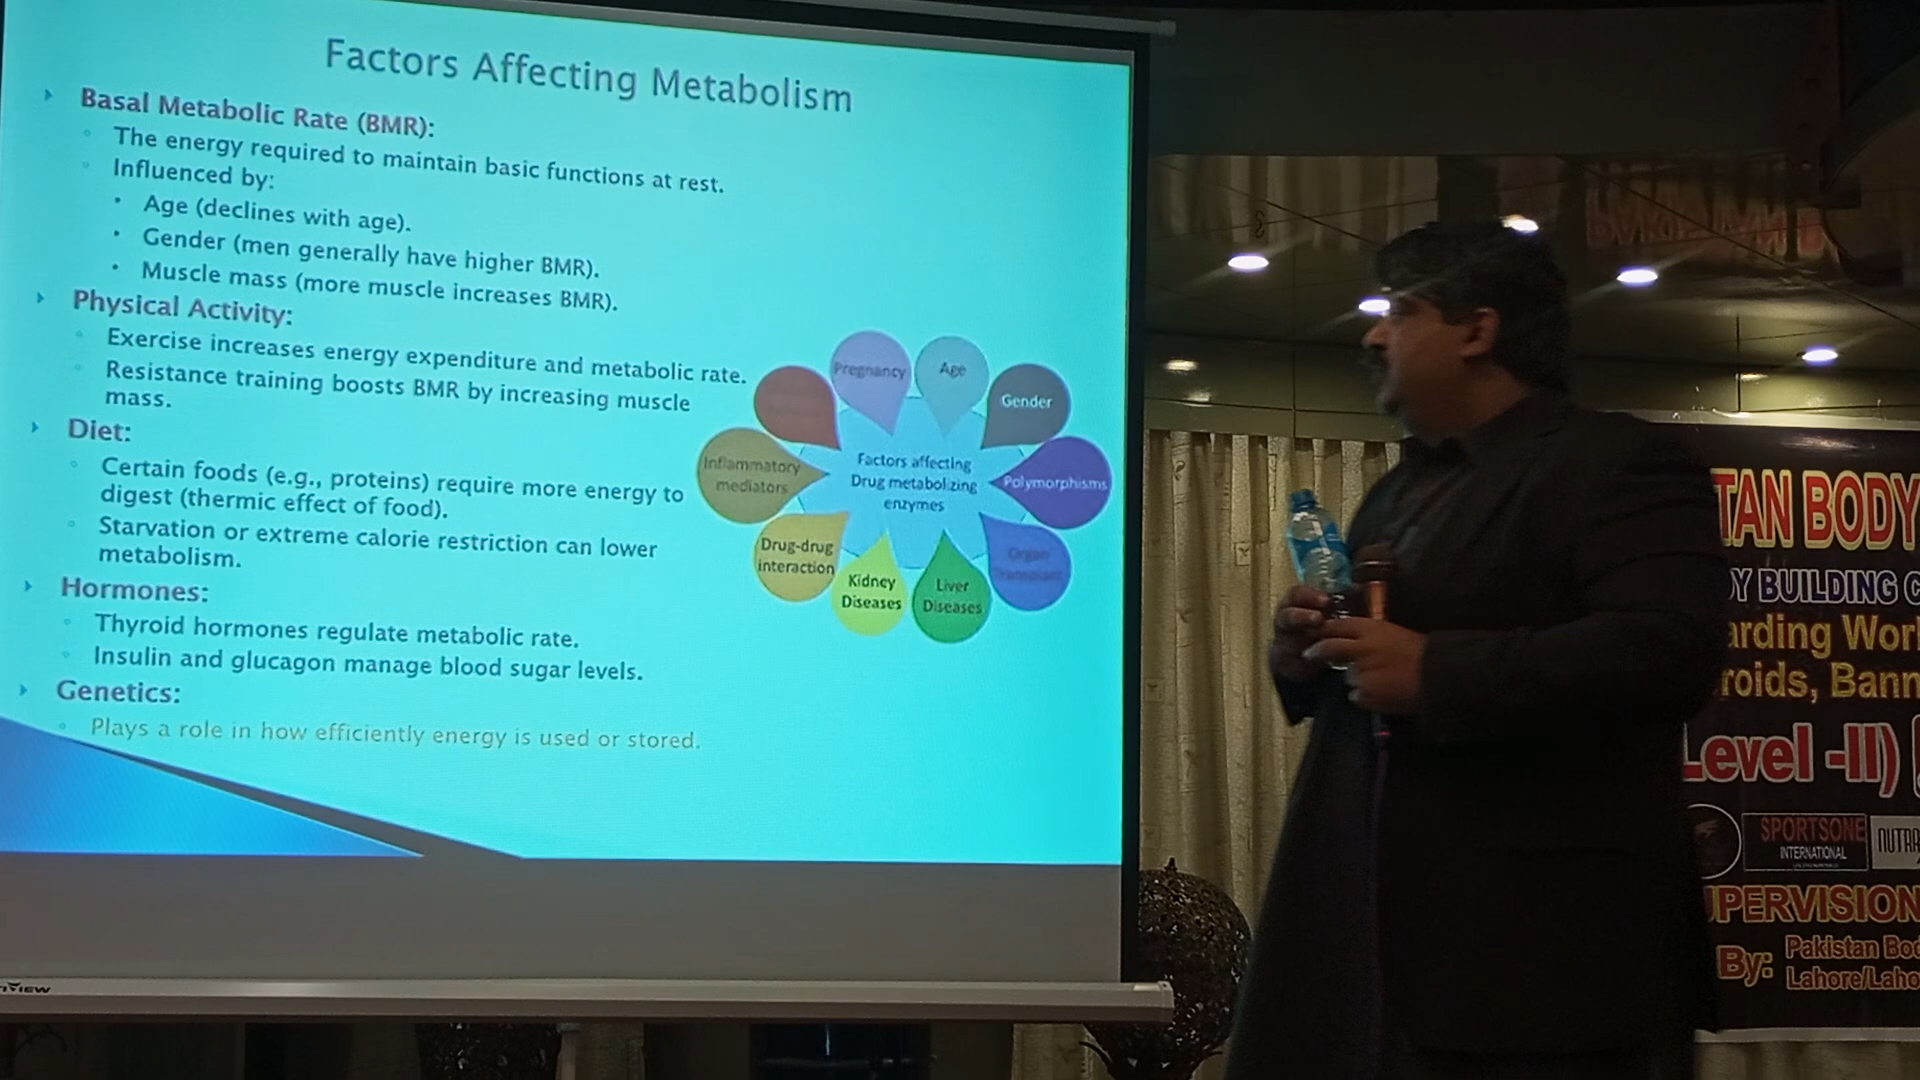 Factors Affecting Metabolism
Basal Metabolic Rate (BMR):
The energy required to maintain basic functions at rest.
Influenced by:
Age (declines with age).
Gender (men generally have higher BMR).
Muscle mass (more muscle increases BMR).
Physical Activity:
Exercise increases energy expenditure and metabolic rate.
Resistance training boosts BMR by increasing muscle
mass.
Diet:
Certain foods (e.g., proteins) require more energy to
digest (thermic effect of food).
Starvation or extreme calorie restriction can lower
metabolism.
Hormones:
Thyroid hormones regulate metabolic rate.
Insulin and glucagon manage blood sugar levels.
Genetics:
Plays a role in how efficiently energy is used or stored.
Pregnancy
Age
Gender
Polymorphisms
Organ
Transplant
Liver
Diseases
Kidney
Diseases
Drug-drug
interaction
Inflammatory
mediators
Factors affecting
Drug metabolizing
enzymes
TAN BODY
BUILDING C
arding Worl
roids, Bann
Level -II)
SPORTSONE
INTERNATIONAL
NUTRA
PERVISION
By: Pakistan Bod
Lahore/Laho